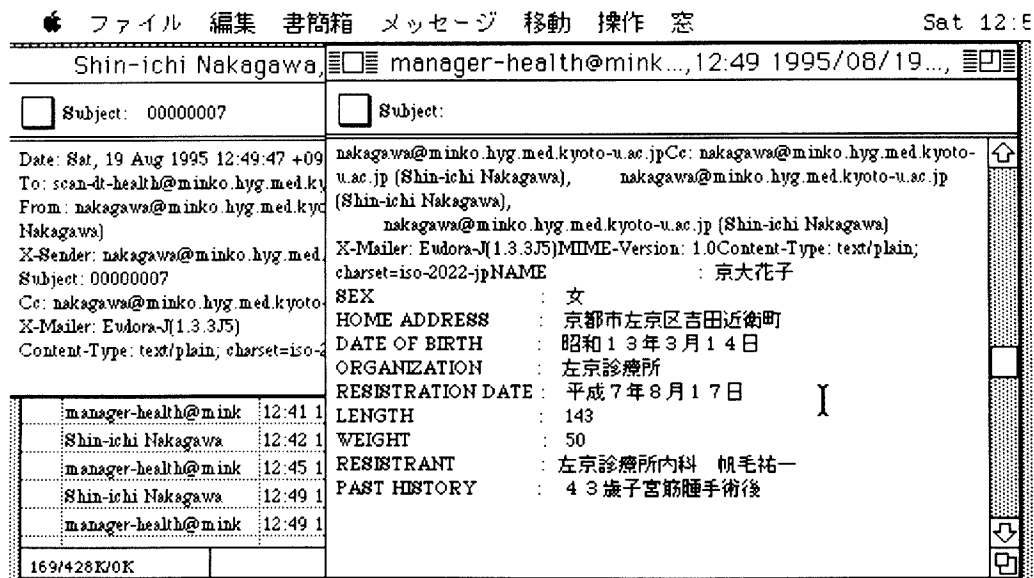 ファイル 編集 書簡箱 メッセージ 移動 操作 窓 Sat 12:5
Shin-ichi Nakagawa,
Subject: 00000007
Date: Sat, 19 Aug 1995 12:49:47 +09
To: scan-dt-health@minko.hyg.med.ky
From: nakagawa@minko.hyg.med.kyo
Nakagawa)
X-Sender: nakagawa@minko.hyg.med.
Subject: 00000007
Cc: nakagawa@minko.hyg.med.kyoto-
X-Mailer: Eudora-J(1.3.3J5)
Content-Type: text/plain; charset=iso-2
manager-health@mink 12:41 1
Shin-ichi Nakagawa 12:42 1
manager-health@mink 12:45 1
Shin-ichi Nakagawa 12:49 1
manager-health@mink 12:49 1
169/428K/0K
manager-health@mink...,12:49 1995/08/19...,
Subject:
nakagawa@minko.hyg.med.kyoto-u.ac.jpCc: nakagawa@minko.hyg.med.kyoto-
u.ac.jp (Shin-ichi Nakagawa), nakagawa@minko.hyg.med.kyoto-u.ac.jp
(Shin-ichi Nakagawa),
nakagawa@minko.hyg.med.kyoto-u.ac.jp (Shin-ichi Nakagawa)
X-Mailer: Eudora-J(1.3.3J5)MIME-Version: 1.0Content-Type: text/plain;
charset=iso-2022-jpNAME : 京大花子
SEX : 女
HOME ADDRESS : 京都市左京区吉田近衛町
DATE OF BIRTH : 昭和13年3月14日
ORGANIZATION : 左京診療所
RESISTRATION DATE : 平成7年8月17日
LENGTH : 143
WEIGHT : 50
RESISTRANT : 左京診療所内科 帆毛祐一
PAST HISTORY : 43歳子宮筋腫手術後